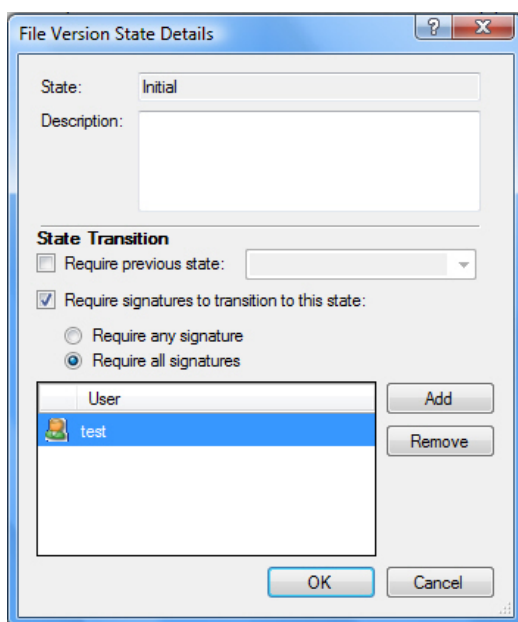 File Version State Details
?
State: Initial
Description:
State Transition
Require previous state:
Require signatures to transition to this state:
Require any signature
Require all signatures
User
Add
test
Remove
OK Cancel